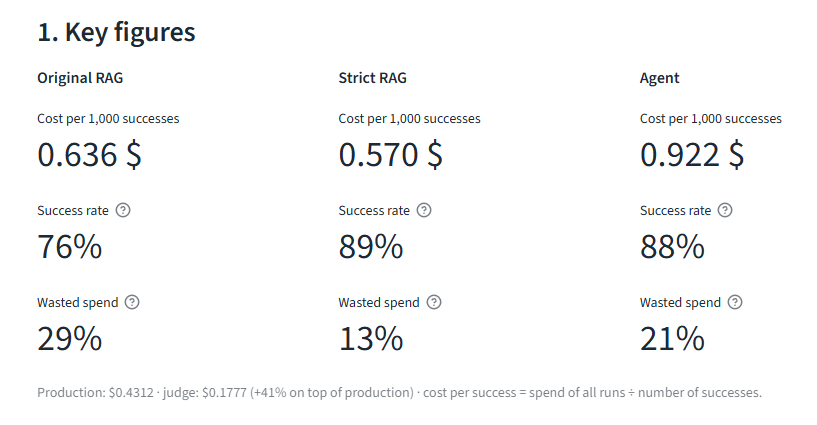 1. Key figures
Original RAG
Cost per 1,000 successes
0.636 $
Success rate
76%
Wasted spend
29%
Strict RAG
Cost per 1,000 successes
0.570 $
Success rate
89%
Wasted spend
13%
Agent
Cost per 1,000 successes
0.922 $
Success rate
88%
Wasted spend
21%
Production: $0.4312 · judge: $0.1777 (+41% on top of production) · cost per success = spend of all runs ÷ number of successes.